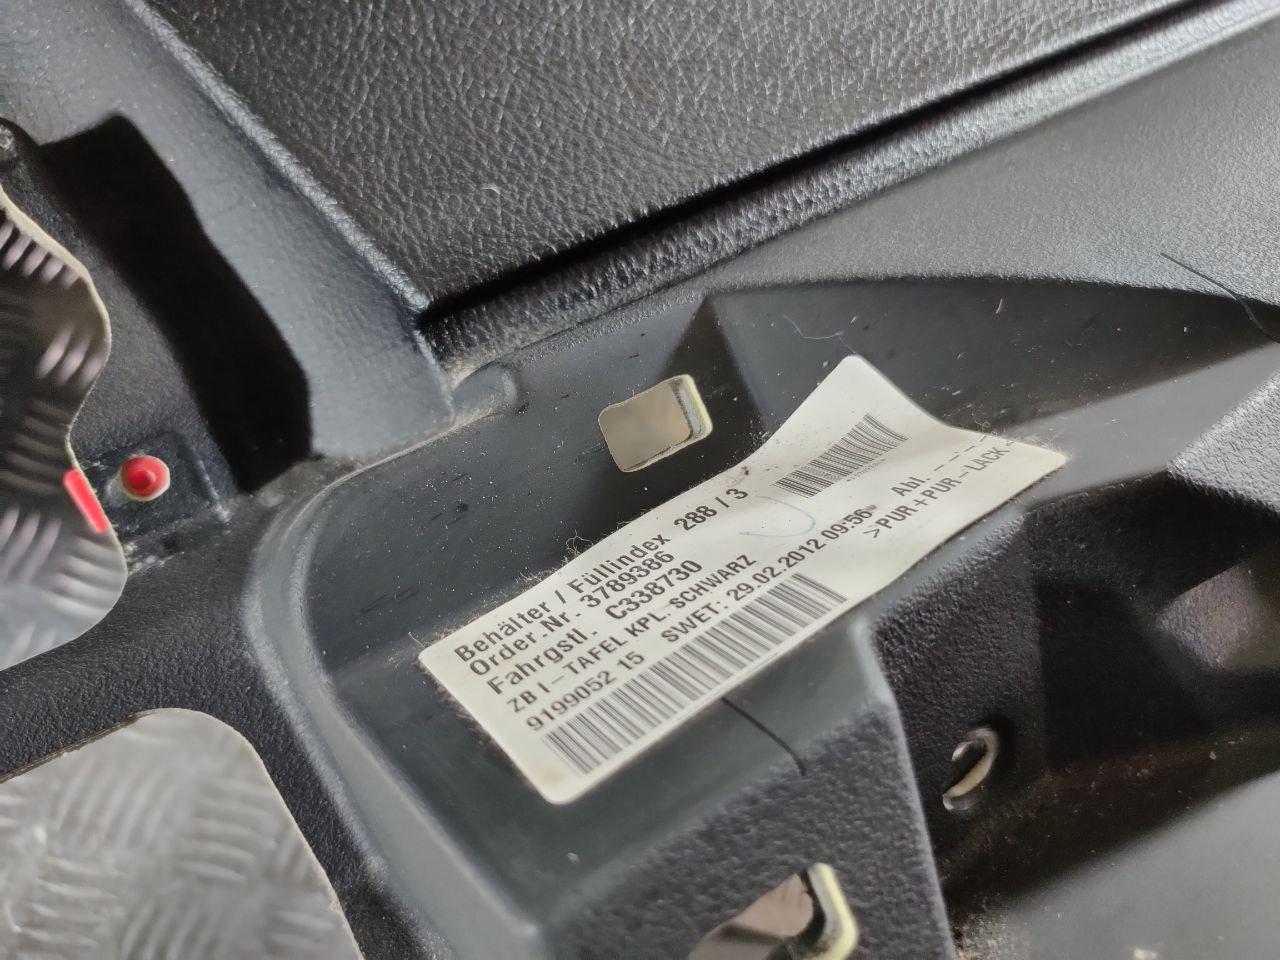 Behälter / Füllindex 288 / 3
Order.Nr. 3789386
Fahrgstl. C338730
ZB I-TAFEL KPL. SCHWARZ
9199052 15 SWET: 29.02.2012 09:56 Abl. -.-.-
>PUR+PUR-LACK